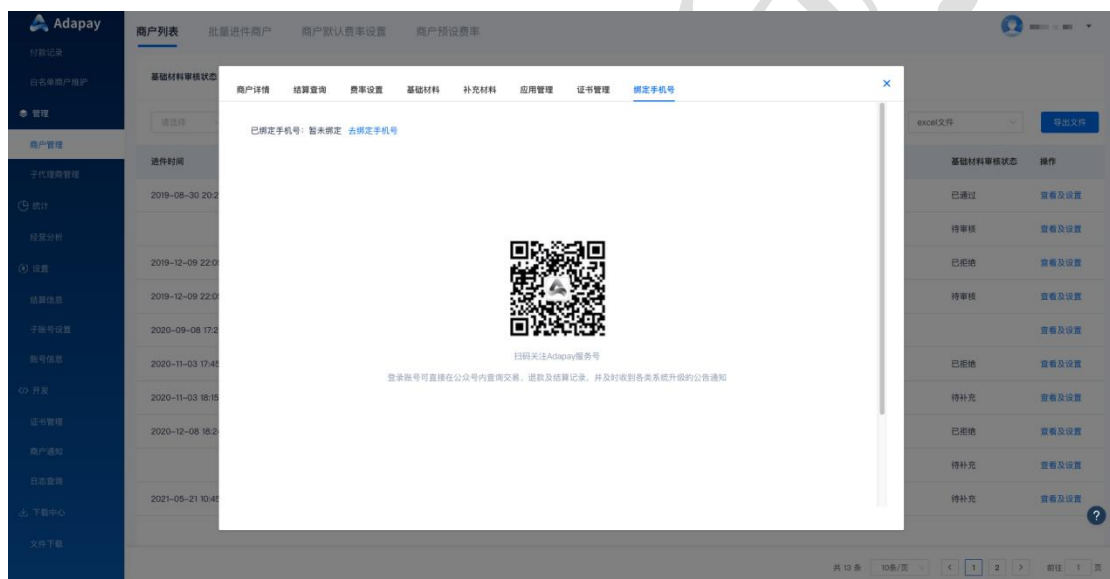 Adapay
商户列表 批量进件商户 商户默认费率设置 商户预设费率
付款记录
白名单商户维护
管理
商户管理
子代理商管理
统计
经营分析
设置
结算信息
子账号设置
账号信息
开发
证书管理
商户通知
日志查询
下载中心
文件下载
基础材料审核状态
请选择
excel文件
导出文件
进件时间 基础材料审核状态 操作
2019-08-30 20:2 已通过 查看及设置
待审核 查看及设置
2019-12-09 22:0 已拒绝 查看及设置
2019-12-09 22:0 待审核 查看及设置
2020-09-08 17:2 查看及设置
2020-11-03 17:45 已拒绝 查看及设置
2020-11-03 18:15 待补充 查看及设置
2020-12-08 18:2 已拒绝 查看及设置
待补充 查看及设置
2021-05-21 10:45 待补充 查看及设置
商户详情 结算查询 费率设置 基础材料 补充材料 应用管理 证书管理 绑定手机号
已绑定手机号：暂未绑定 去绑定手机号
扫码关注Adapay服务号
登录账号可直接在公众号内查询交易、退款及结算记录，并及时收到各类系统升级的公告通知
?
共 13 条 10条/页 < 1 2 > 前往 1 页